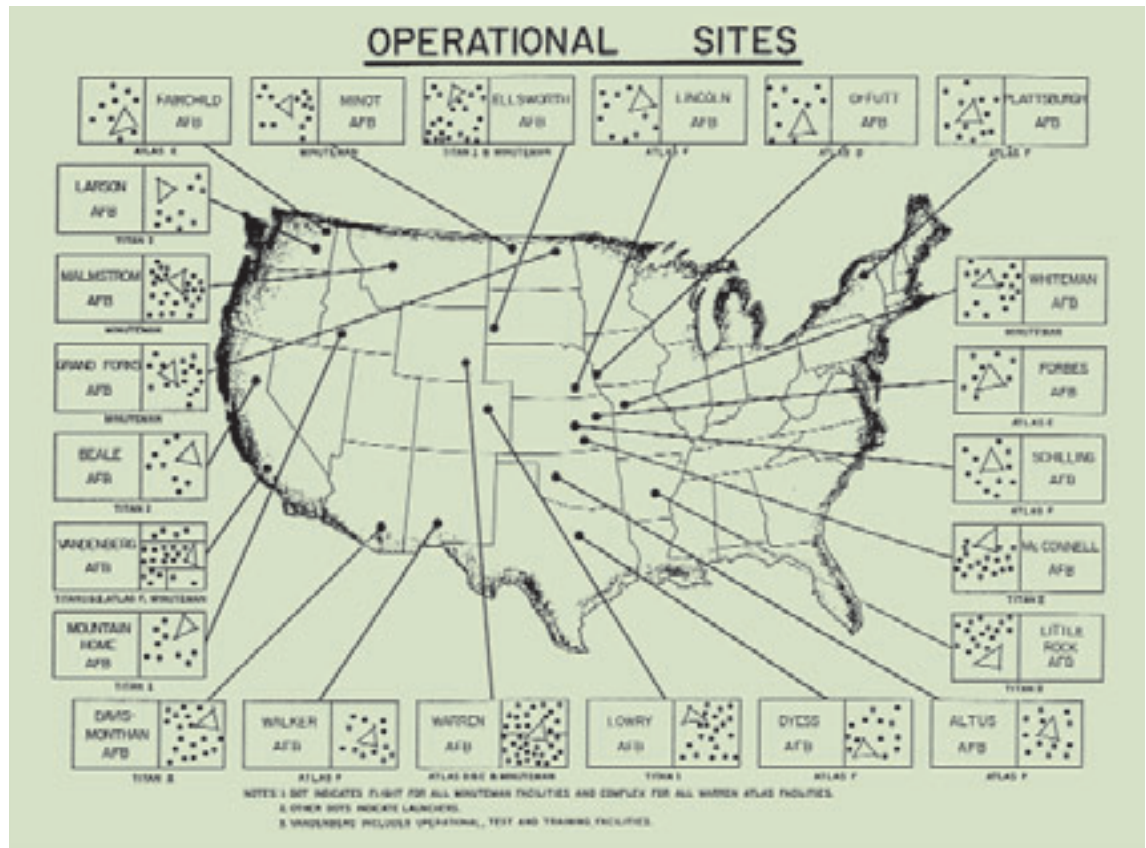 OPERATIONAL SITES
FAIRCHILD
AFB
ATLAS E
MINOT
AFB
MINUTEMAN
ELLSWORTH
AFB
TITAN I & MINUTEMAN
LINCOLN
AFB
ATLAS F
OFFUTT
AFB
ATLAS D
PLATTSBURGH
AFB
ATLAS F
LARSON
AFB
TITAN I
MALMSTROM
AFB
MINUTEMAN
GRAND FORKS
AFB
MINUTEMAN
BEALE
AFB
TITAN I
VANDENBERG
AFB
MINUTEMAN
MOUNTAIN
HOME
AFB
TITAN I
WHITEMAN
AFB
MINUTEMAN
FORBES
AFB
ATLAS E
SCHILLING
AFB
ATLAS F
McCONNELL
AFB
TITAN II
LITTLE
ROCK
AFB
TITAN II
DAVIS-
MONTHAN
AFB
TITAN II
WALKER
AFB
ATLAS F
WARREN
AFB
ATLAS D&E & MINUTEMAN
LOWRY
AFB
TITAN I
DYESS
AFB
ATLAS F
ALTUS
AFB
ATLAS F
NOTES: 1. DOT INDICATES FLIGHT FOR ALL MINUTEMAN FACILITIES AND COMPLEX FOR ALL WARREN ATLAS FACILITIES.
2. OTHER DOTS INDICATE LAUNCHERS.
3. VANDENBERG INCLUDES OPERATIONAL, TEST AND TRAINING FACILITIES.